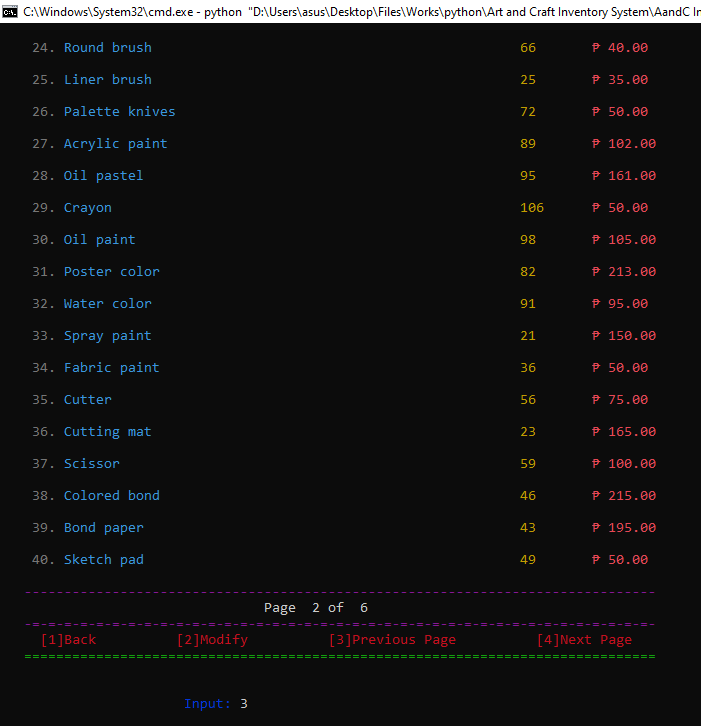 C:\Windows\System32\cmd.exe - python "D:\Users\asus\Desktop\Files\Works\python\Art and Craft Inventory System\AandC In
24. Round brush 66 ₱ 40.00
25. Liner brush 25 ₱ 35.00
26. Palette knives 72 ₱ 50.00
27. Acrylic paint 89 ₱ 102.00
28. Oil pastel 95 ₱ 161.00
29. Crayon 106 ₱ 50.00
30. Oil paint 98 ₱ 105.00
31. Poster color 82 ₱ 213.00
32. Water color 91 ₱ 95.00
33. Spray paint 21 ₱ 150.00
34. Fabric paint 36 ₱ 50.00
35. Cutter 56 ₱ 75.00
36. Cutting mat 23 ₱ 165.00
37. Scissor 59 ₱ 100.00
38. Colored bond 46 ₱ 215.00
39. Bond paper 43 ₱ 195.00
40. Sketch pad 49 ₱ 50.00
Page 2 of 6
[1]Back [2]Modify [3]Previous Page [4]Next Page
Input: 3